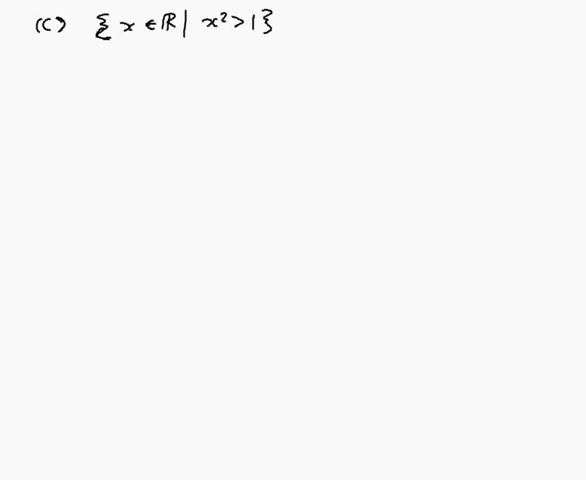 (c) { x ∈ ℝ | x² > 1 }